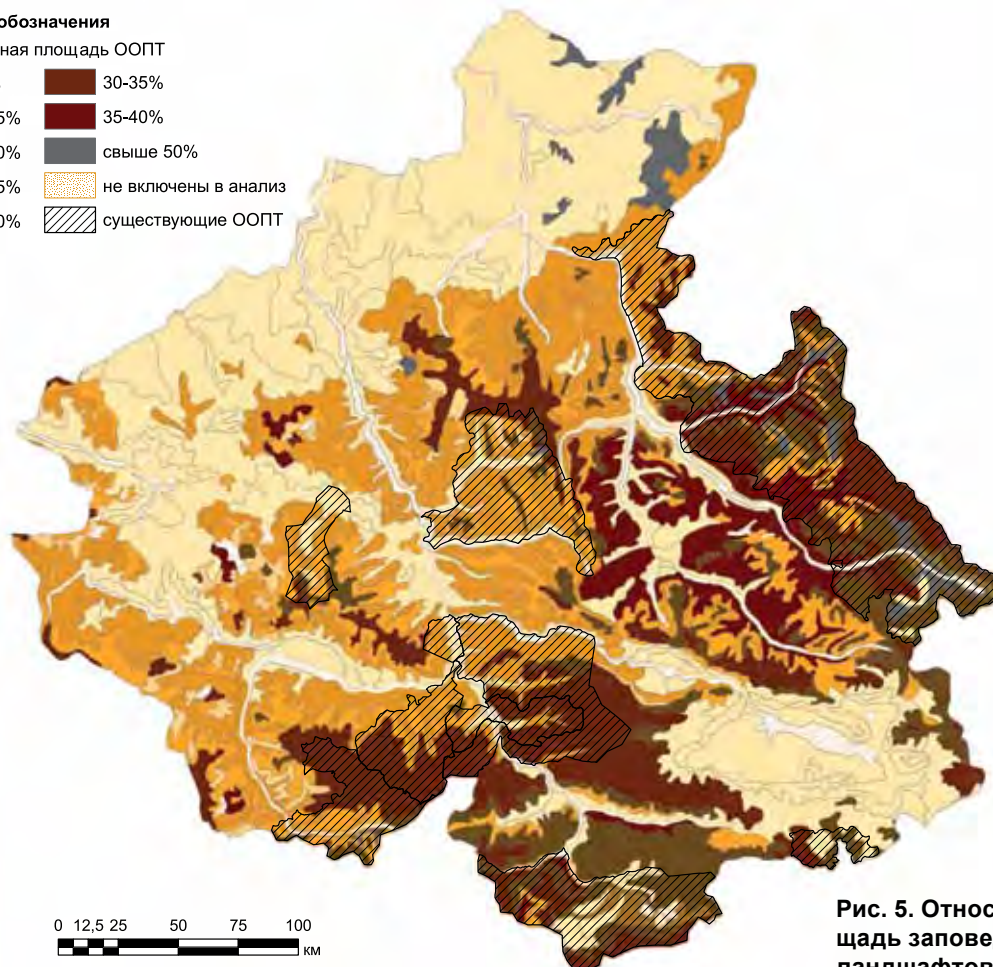 обозначения
ная площадь ООПТ
30-35%
5%
35-40%
0%
свыше 50%
5%
не включены в анализ
0%
существующие ООПТ
0 12,5 25 50 75 100
км
Рис. 5. Относ
щадь запове
ландшафтов